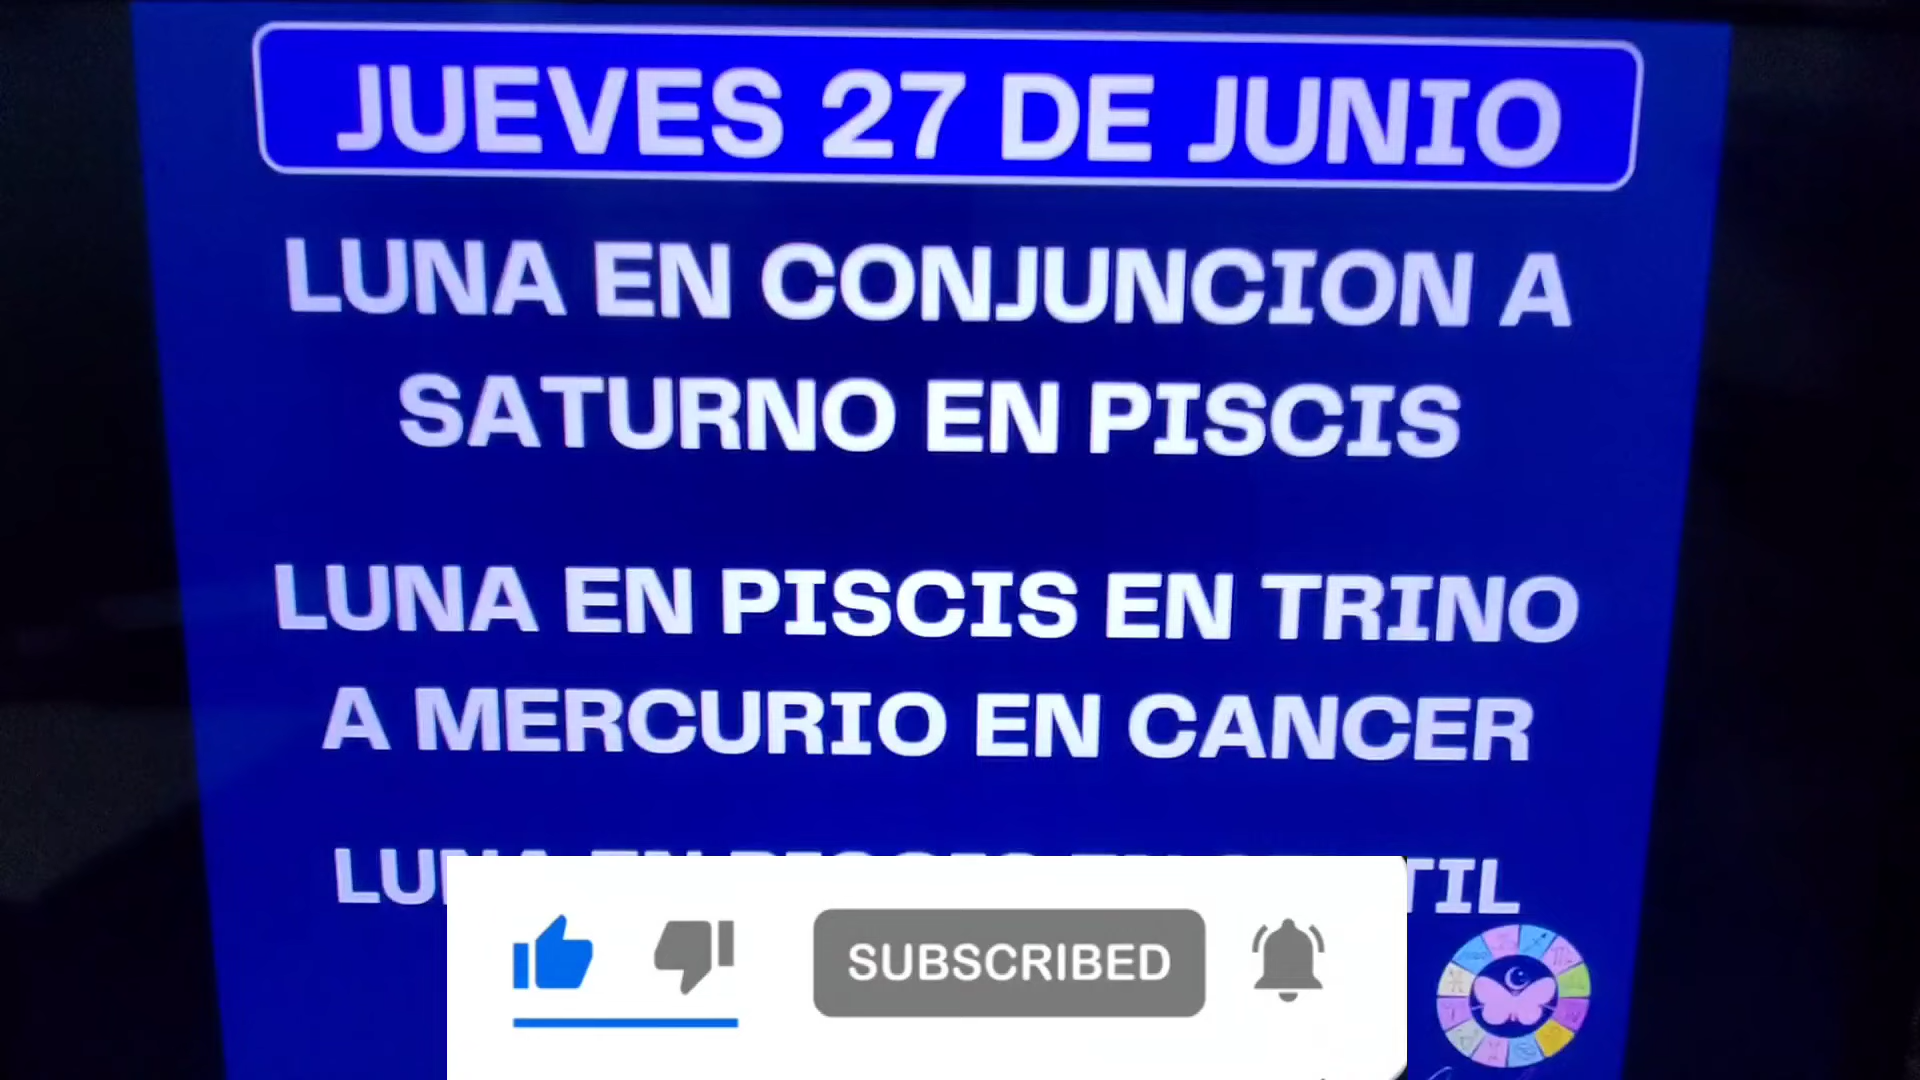 JUEVES 27 DE JUNIO
LUNA EN CONJUNCION A
SATURNO EN PISCIS
LUNA EN PISCIS EN TRINO
A MERCURIO EN CANCER
SUBSCRIBED